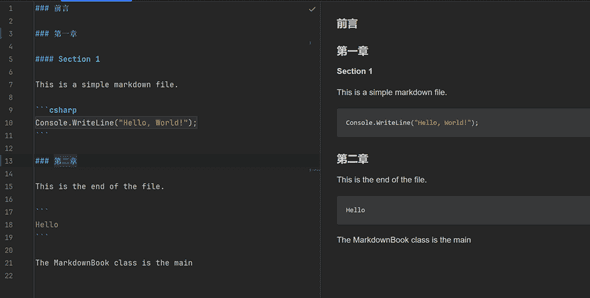 1 ### 前言
2
3 ### 第一章
4
5 #### Section 1
6
7 This is a simple markdown file.
8
9 ```csharp
10 Console.WriteLine("Hello, World!");
11 ```
12
13 ### 第二章
14
15 This is the end of the file.
16
17 ```
18 Hello
19 ```
20
21 The MarkdownBook class is the main
22
前言
第一章
Section 1
This is a simple markdown file.
Console.WriteLine("Hello, World!");
第二章
This is the end of the file.
Hello
The MarkdownBook class is the main